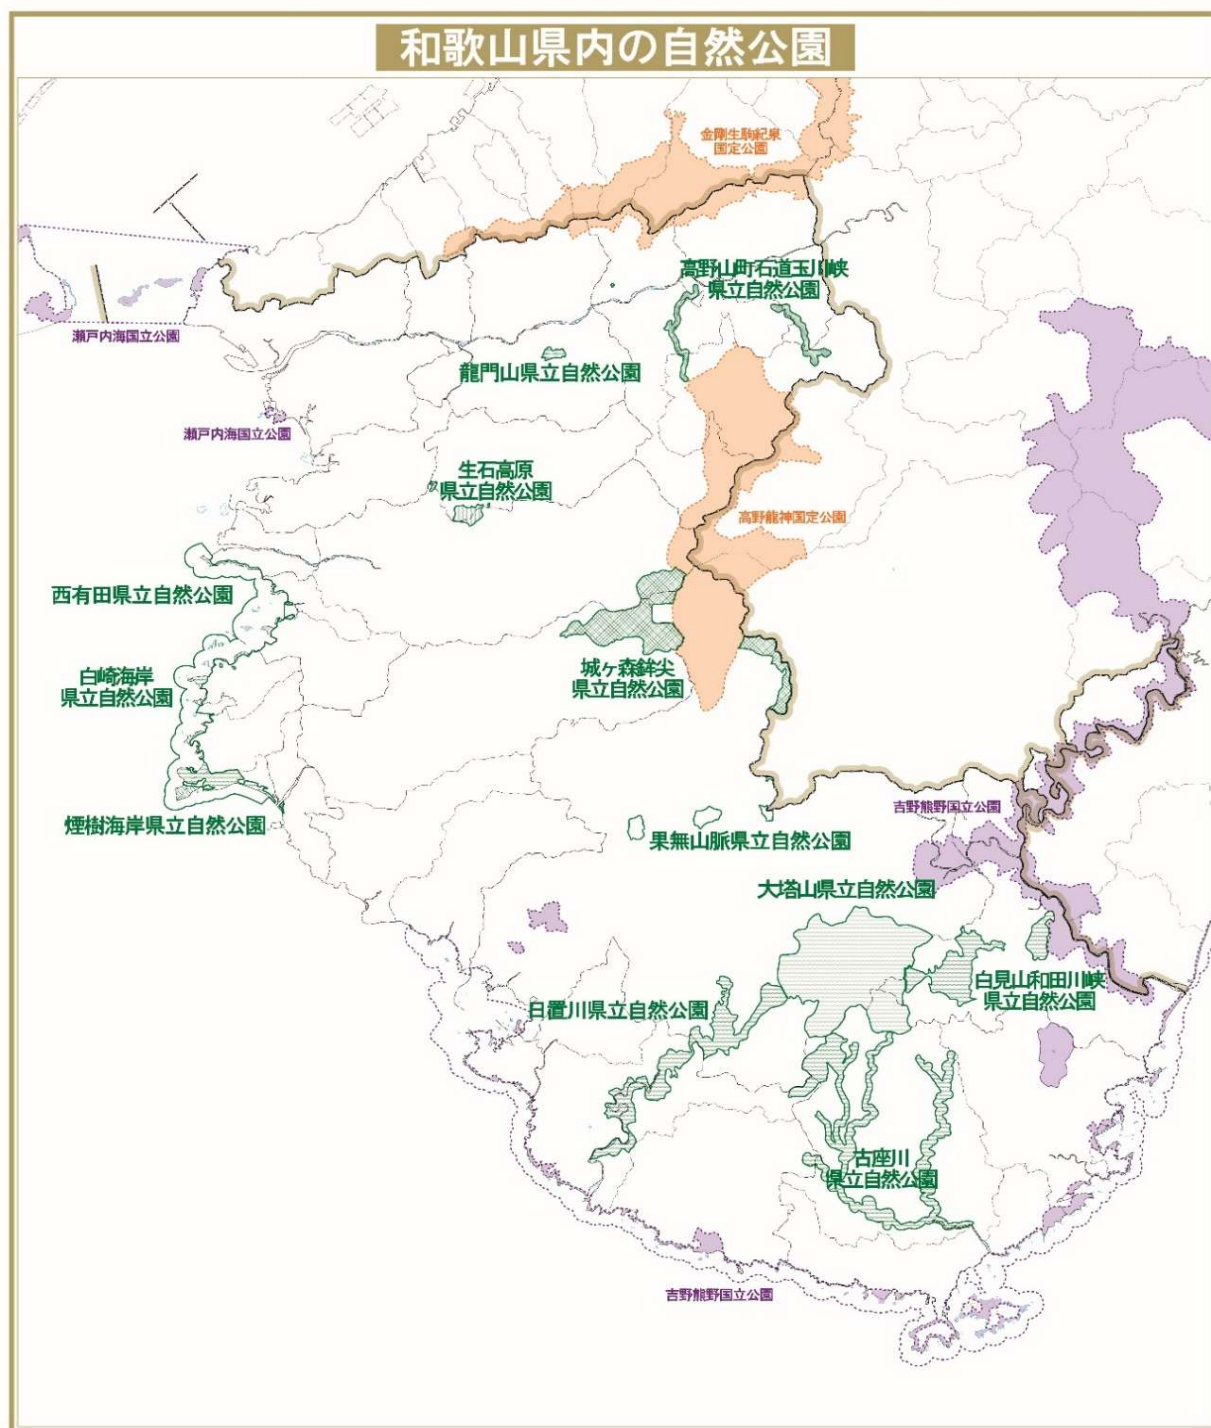 和歌山県内の自然公園
金剛生駒紀泉
国定公園
高野山町石道玉川峡
県立自然公園
瀬戸内海国立公園
龍門山県立自然公園
瀬戸内海国立公園
生石高原
県立自然公園
高野龍神国定公園
西有田県立自然公園
城ヶ森鉾尖
県立自然公園
白崎海岸
県立自然公園
吉野熊野国立公園
煙樹海岸県立自然公園
果無山脈県立自然公園
大塔山県立自然公園
白見山和田川峡
県立自然公園
日置川県立自然公園
古座川
県立自然公園
吉野熊野国立公園